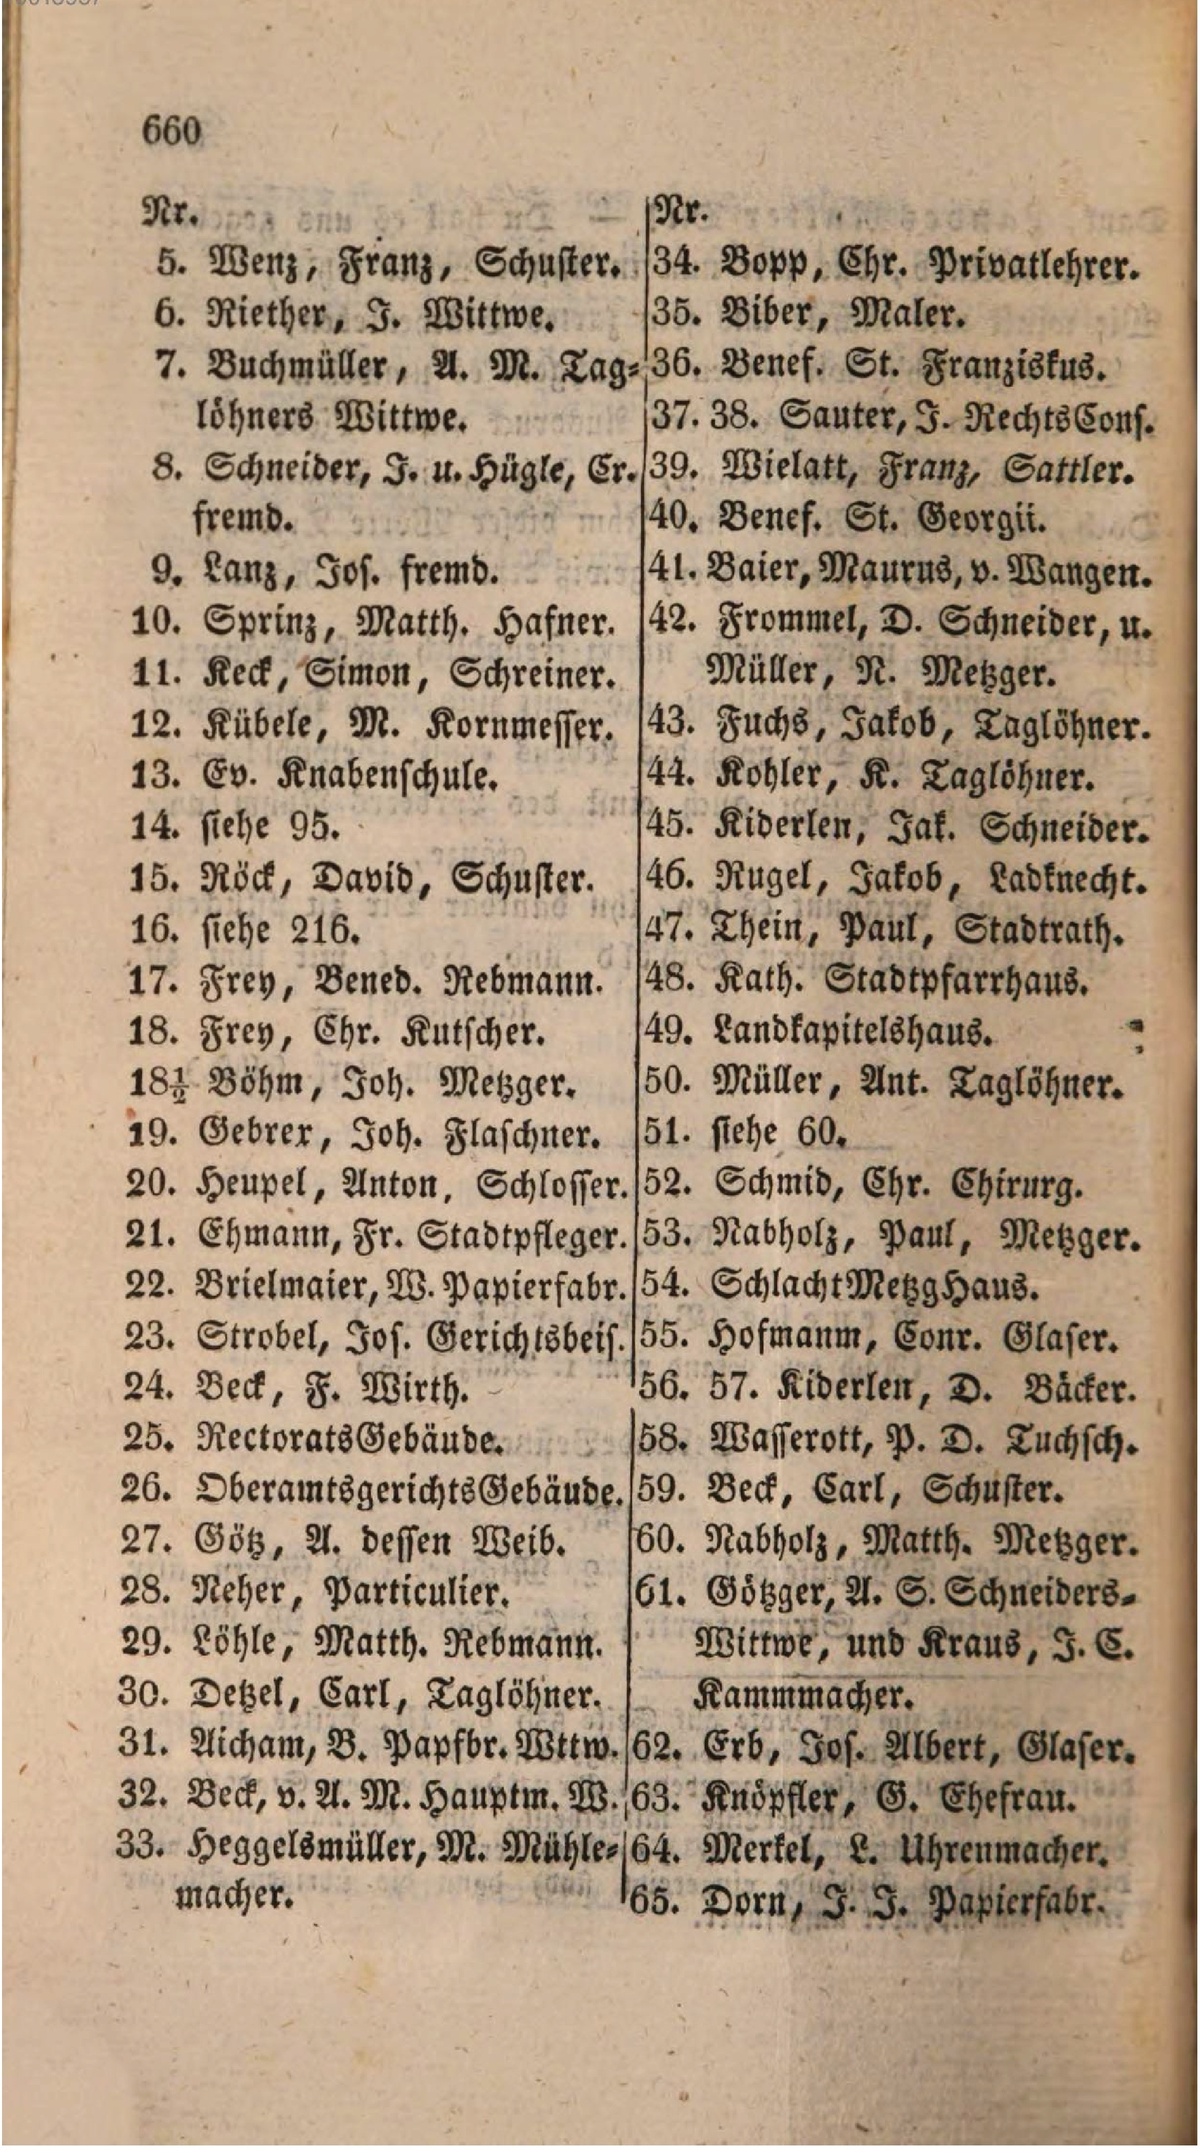 660
Nr.
5. Wenz, Franz, Schuster.
6. Riether, J. Wittwe.
7. Buchmüller, A. M. Tag-
löhners Wittwe.
8. Schneider, J. u. Hügle, Cr.
fremd.
9. Lanz, Jos. fremd.
10. Sprinz, Matth. Hafner.
11. Keck, Simon, Schreiner.
12. Kübele, M. Kornmesser.
13. Ev. Knabenschule.
14. siehe 95.
15. Röck, David, Schuster.
16. siehe 216.
17. Frey, Bened. Rebmann.
18. Frey, Chr. Kutscher.
18½ Böhm, Joh. Metzger.
19. Gebrex, Joh. Flaschner.
20. Heupel, Anton, Schlosser.
21. Ehmann, Fr. Stadtpfleger.
22. Brielmaier, W. Papierfabr.
23. Strobel, Jos. Gerichtsbeis.
24. Beck, F. Wirth.
25. RectoratsGebäude.
26. OberamtsgerichtsGebäude.
27. Götz, A. dessen Weib.
28. Neher, Particulier.
29. Löhle, Matth. Rebmann.
30. Detzel, Carl, Taglöhner.
31. Aicham, B. Papfbr. Wttw.
32. Beck, v. A. M. Hauptm. W.
33. Heggelsmüller, M. Mühle-
macher.
Nr.
34. Bopp, Chr. Privatlehrer.
35. Biber, Maler.
36. Benef. St. Franziskus.
37. 38. Sauter, J. RechtsCons.
39. Wielatt, Franz, Sattler.
40. Benef. St. Georgii.
41. Baier, Maurus, v. Wangen.
42. Frommel, D. Schneider, u.
Müller, N. Metzger.
43. Fuchs, Jakob, Taglöhner.
44. Kohler, K. Taglöhner.
45. Kiderlen, Jak. Schneider.
46. Rugel, Jakob, Ladknecht.
47. Thein, Paul, Stadtrath.
48. Kath. Stadtpfarrhaus.
49. Landkapitelshaus.
50. Müller, Ant. Taglöhner.
51. siehe 60.
52. Schmid, Chr. Chirurg.
53. Nabholz, Paul, Metzger.
54. SchlachtMetzgHaus.
55. Hofmanm, Conr. Glaser.
56. 57. Kiderlen, D. Bäcker.
58. Wasserott, P. D. Tuchsch.
59. Beck, Carl, Schuster.
60. Nabholz, Matth. Metzger.
61. Götzger, A. S. Schneiders-
Wittwe, und Kraus, J. C.
Kammmacher.
62. Erb, Jos. Albert, Glaser.
63. Knöpfler, G. Ehefrau.
64. Merkel, L. Uhrenmacher.
65. Dorn, J. J. Papierfabr.